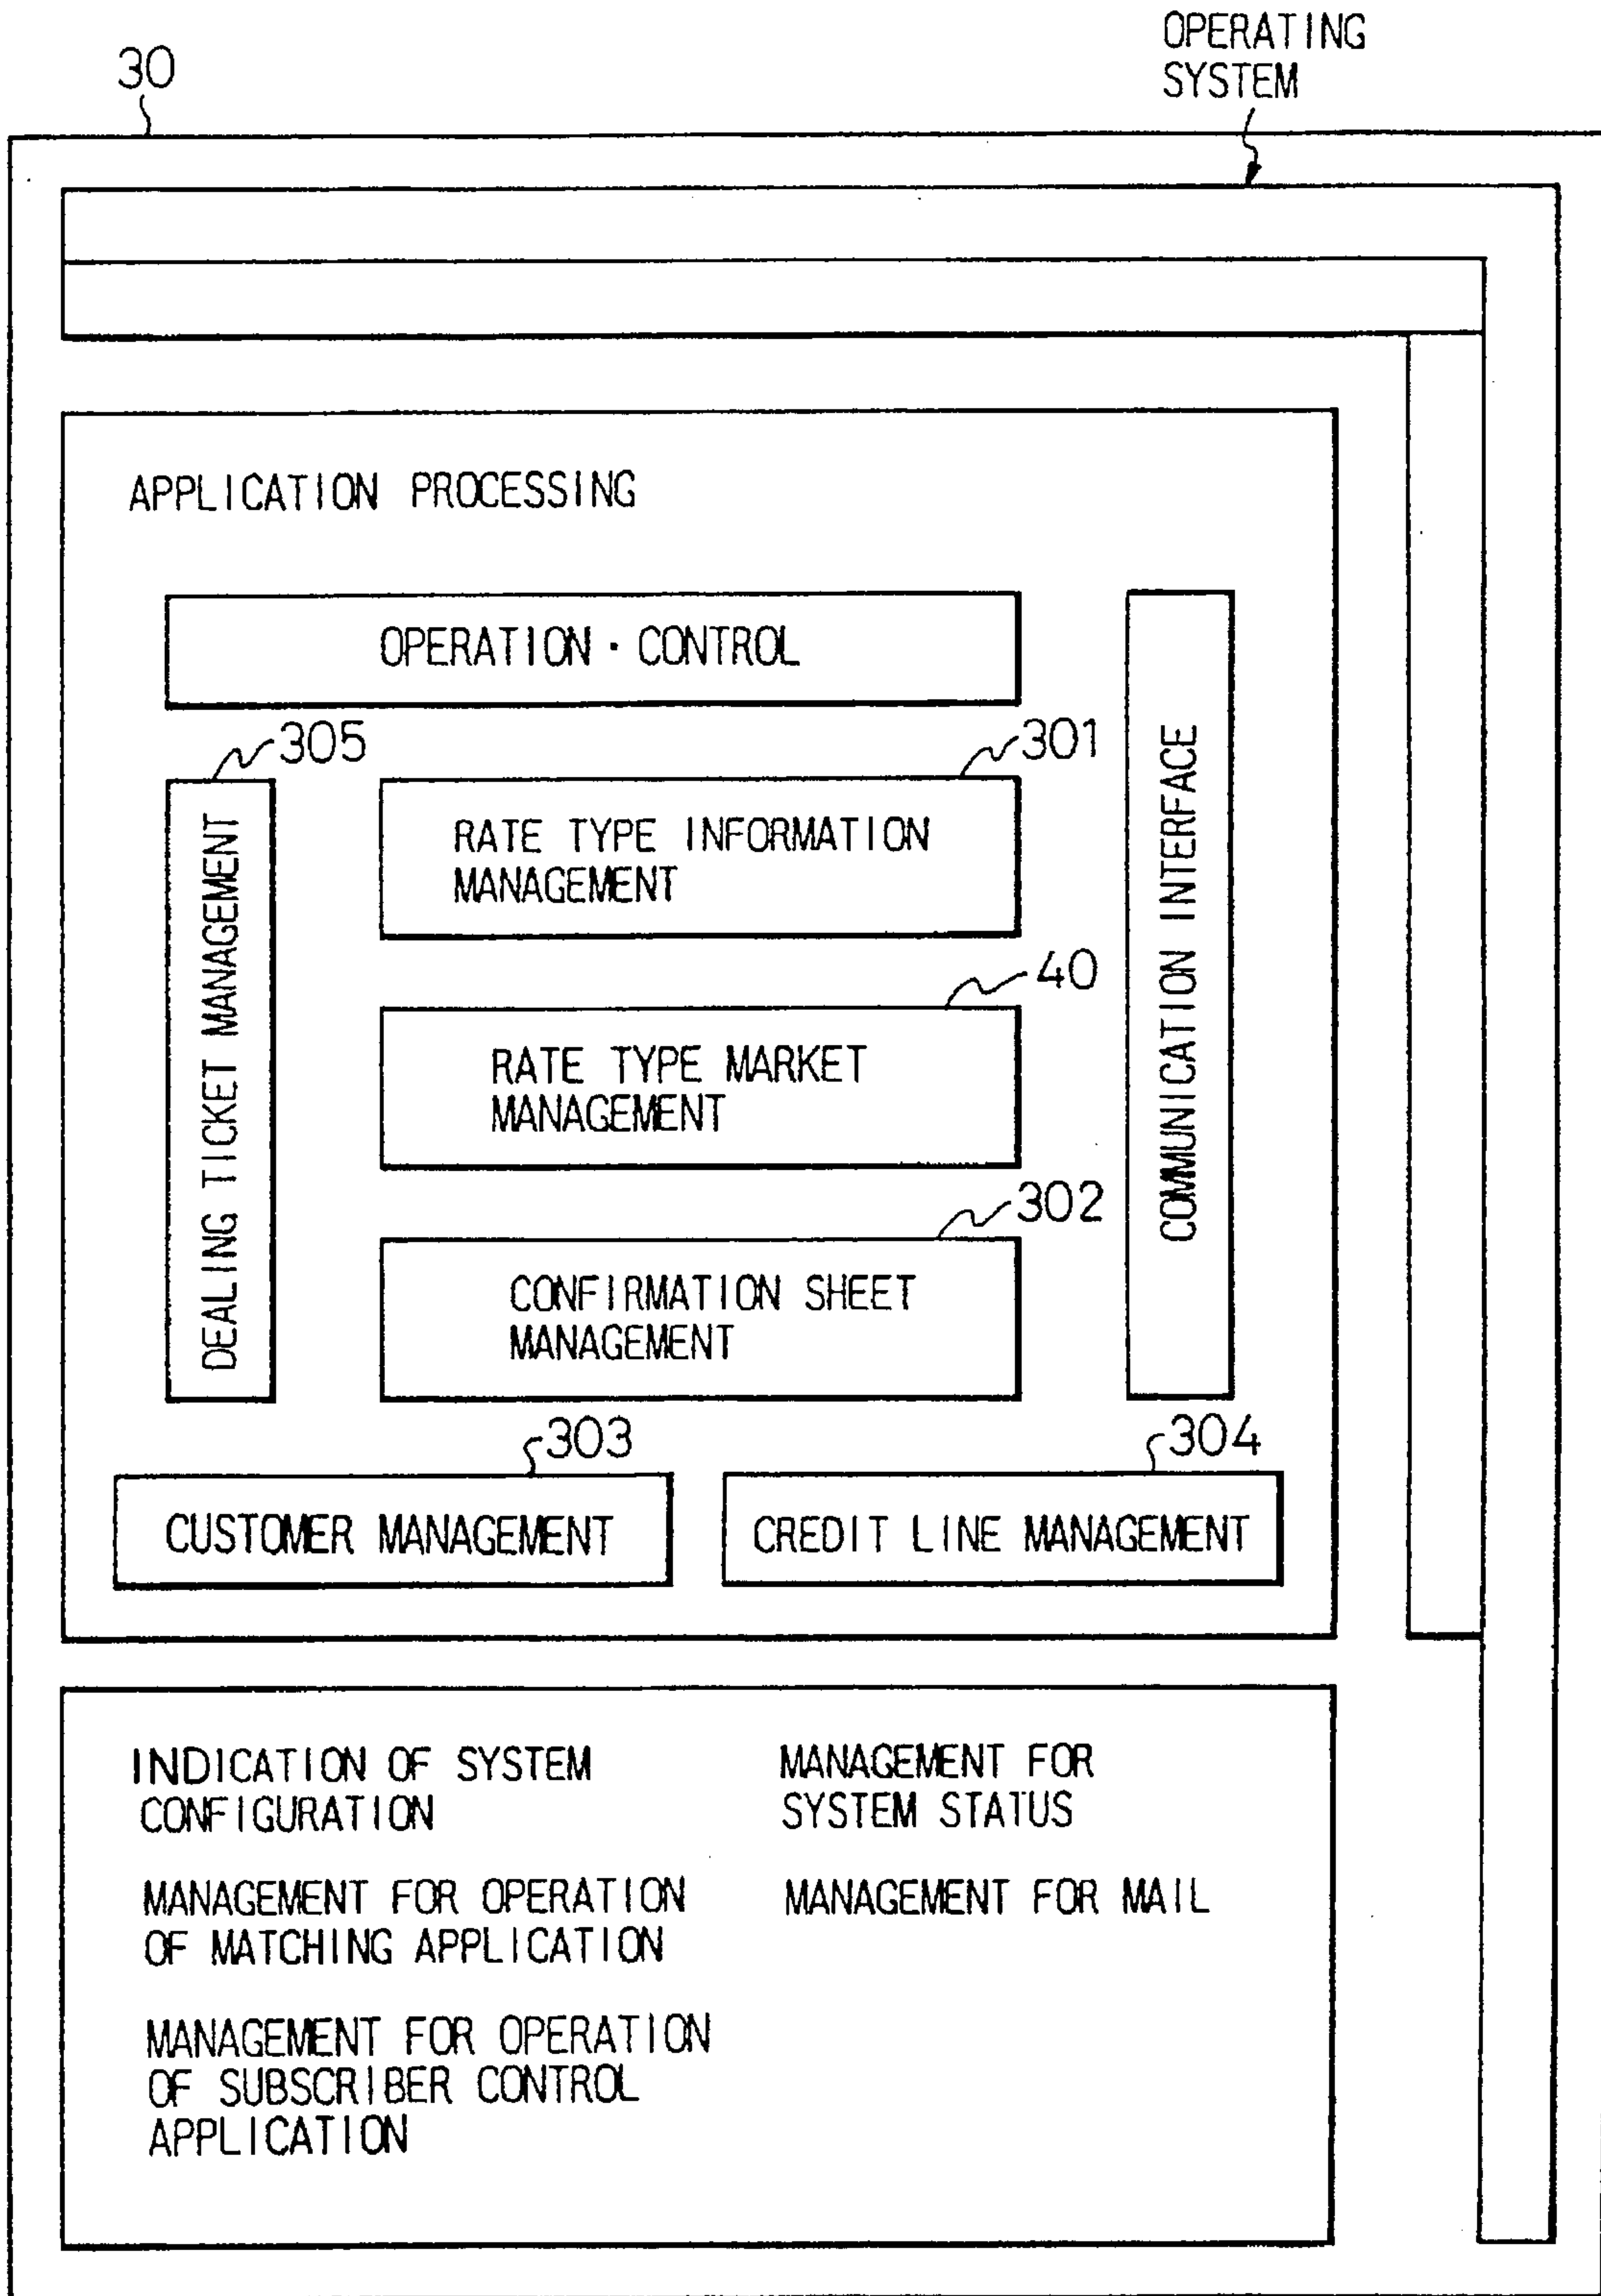 OPERATING
SYSTEM
30
APPLICATION PROCESSING
OPERATION · CONTROL
305
301
DEALING TICKET MANAGEMENT
RATE TYPE INFORMATION
MANAGEMENT
COMMUNICATION INTERFACE
40
RATE TYPE MARKET
MANAGEMENT
302
CONFIRMATION SHEET
MANAGEMENT
303
304
CUSTOMER MANAGEMENT
CREDIT LINE MANAGEMENT
INDICATION OF SYSTEM
CONFIGURATION
MANAGEMENT FOR
SYSTEM STATUS
MANAGEMENT FOR OPERATION
OF MATCHING APPLICATION
MANAGEMENT FOR MAIL
MANAGEMENT FOR OPERATION
OF SUBSCRIBER CONTROL
APPLICATION